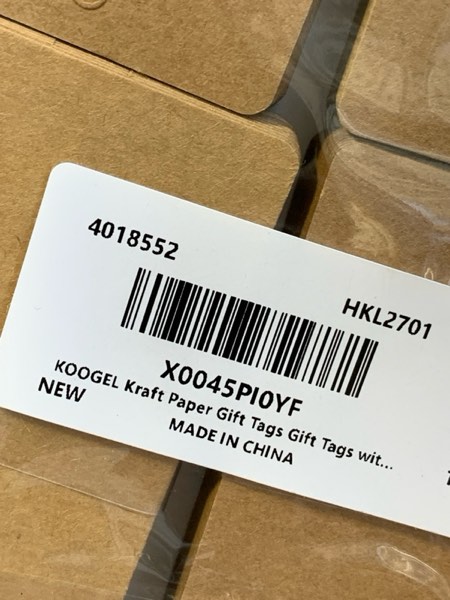 4018552
HKL2701
X0045PI0YF
KOOGEL Kraft Paper Gift Tags Gift Tags wit...
NEW
MADE IN CHINA